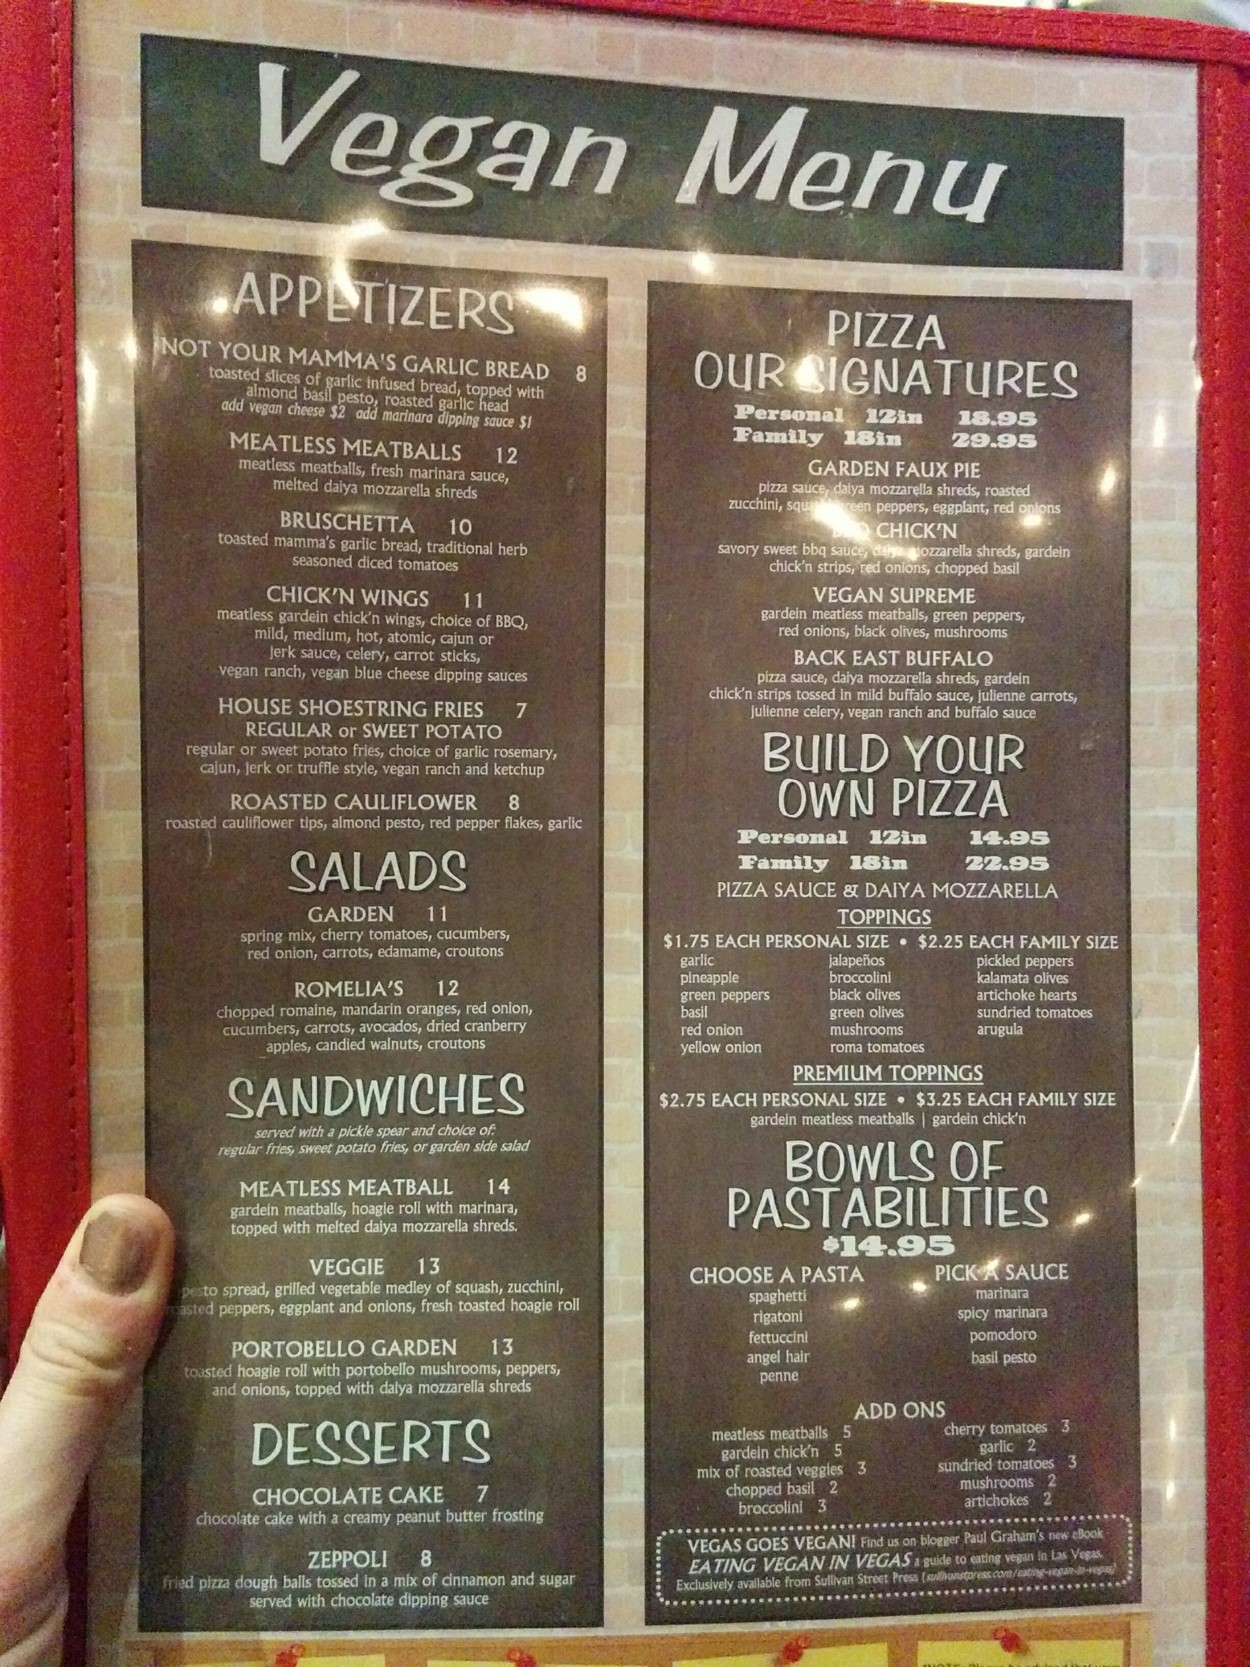 Vegan Menu
APPETIZERS
NOT YOUR MAMMA'S GARLIC BREAD 8
toasted slices of garlic infused bread, topped with
almond basil pesto, roasted garlic head
add vegan cheese $2 add marinara dipping sauce $1
MEATLESS MEATBALLS 12
meatless meatballs, fresh marinara sauce,
melted daiya mozzarella shreds
BRUSCHETTA 10
toasted mamma's garlic bread, traditional herb
seasoned diced tomatoes
CHICK'N WINGS 11
meatless gardein chick'n wings, choice of BBQ,
mild, medium, hot, atomic, cajun or
jerk sauce, celery, carrot sticks,
vegan ranch, vegan blue cheese dipping sauces
HOUSE SHOESTRING FRIES 7
REGULAR or SWEET POTATO
regular or sweet potato fries, choice of garlic rosemary,
cajun, jerk or truffle style, vegan ranch and ketchup
ROASTED CAULIFLOWER 8
roasted cauliflower tips, almond pesto, red pepper flakes, garlic
SALADS
GARDEN 11
spring mix, cherry tomatoes, cucumbers,
red onion, carrots, edamame, croutons
ROMELIA'S 12
chopped romaine, mandarin oranges, red onion,
cucumbers, carrots, avocados, dried cranberry
apples, candied walnuts, croutons
SANDWICHES
served with a pickle spear and choice of:
regular fries, sweet potato fries, or garden side salad
MEATLESS MEATBALL 14
gardein meatballs, hoagie roll with marinara,
topped with melted daiya mozzarella shreds.
VEGGIE 13
pesto spread, grilled vegetable medley of squash, zucchini,
roasted peppers, eggplant and onions, fresh toasted hoagie roll
PORTOBELLO GARDEN 13
toasted hoagie roll with portobello mushrooms, peppers,
and onions, topped with daiya mozzarella shreds
DESSERTS
CHOCOLATE CAKE 7
chocolate cake with a creamy peanut butter frosting
ZEPPOLI 8
fried pizza dough balls tossed in a mix of cinnamon and sugar
served with chocolate dipping sauce
PIZZA
OUR SIGNATURES
Personal 12in 18.95
Family 18in 29.95
GARDEN FAUX PIE
pizza sauce, daiya mozzarella shreds, roasted
zucchini, green peppers, eggplant, red onions
CHICK'N
savory sweet bbq sauce, daiya mozzarella shreds, gardein
chick'n strips, red onions, chopped basil
VEGAN SUPREME
gardein meatless meatballs, green peppers,
red onions, black olives, mushrooms
BACK EAST BUFFALO
pizza sauce, daiya mozzarella shreds, gardein
chick'n strips tossed in mild buffalo sauce, julienne carrots,
julienne celery, vegan ranch and buffalo sauce
BUILD YOUR
OWN PIZZA
Personal 12in 14.95
Family 18in 22.95
PIZZA SAUCE & DAIYA MOZZARELLA
TOPPINGS
$1.75 EACH PERSONAL SIZE • $2.25 EACH FAMILY SIZE
garlic jalapeños pickled peppers
pineapple broccolini kalamata olives
green peppers black olives artichoke hearts
basil green olives sundried tomatoes
red onion mushrooms arugula
yellow onion roma tomatoes
PREMIUM TOPPINGS
$2.75 EACH PERSONAL SIZE • $3.25 EACH FAMILY SIZE
gardein meatless meatballs | gardein chick'n
BOWLS OF
PASTABILITIES
$14.95
CHOOSE A PASTA PICK A SAUCE
spaghetti marinara
rigatoni spicy marinara
fettuccini pomodoro
angel hair basil pesto
penne
ADD ONS
meatless meatballs 5 cherry tomatoes 3
gardein chick'n 5 garlic 2
mix of roasted veggies 3 sundried tomatoes 3
chopped basil 2 mushrooms 2
broccolini 3 artichokes 2
VEGAS GOES VEGAN! Find us on blogger Paul Graham's new eBook
EATING VEGAN IN VEGAS a guide to eating vegan in Las Vegas.
Exclusively available from Sullivan Street Press (sullivanstpress.com/eating-vegan-in-vegas/)